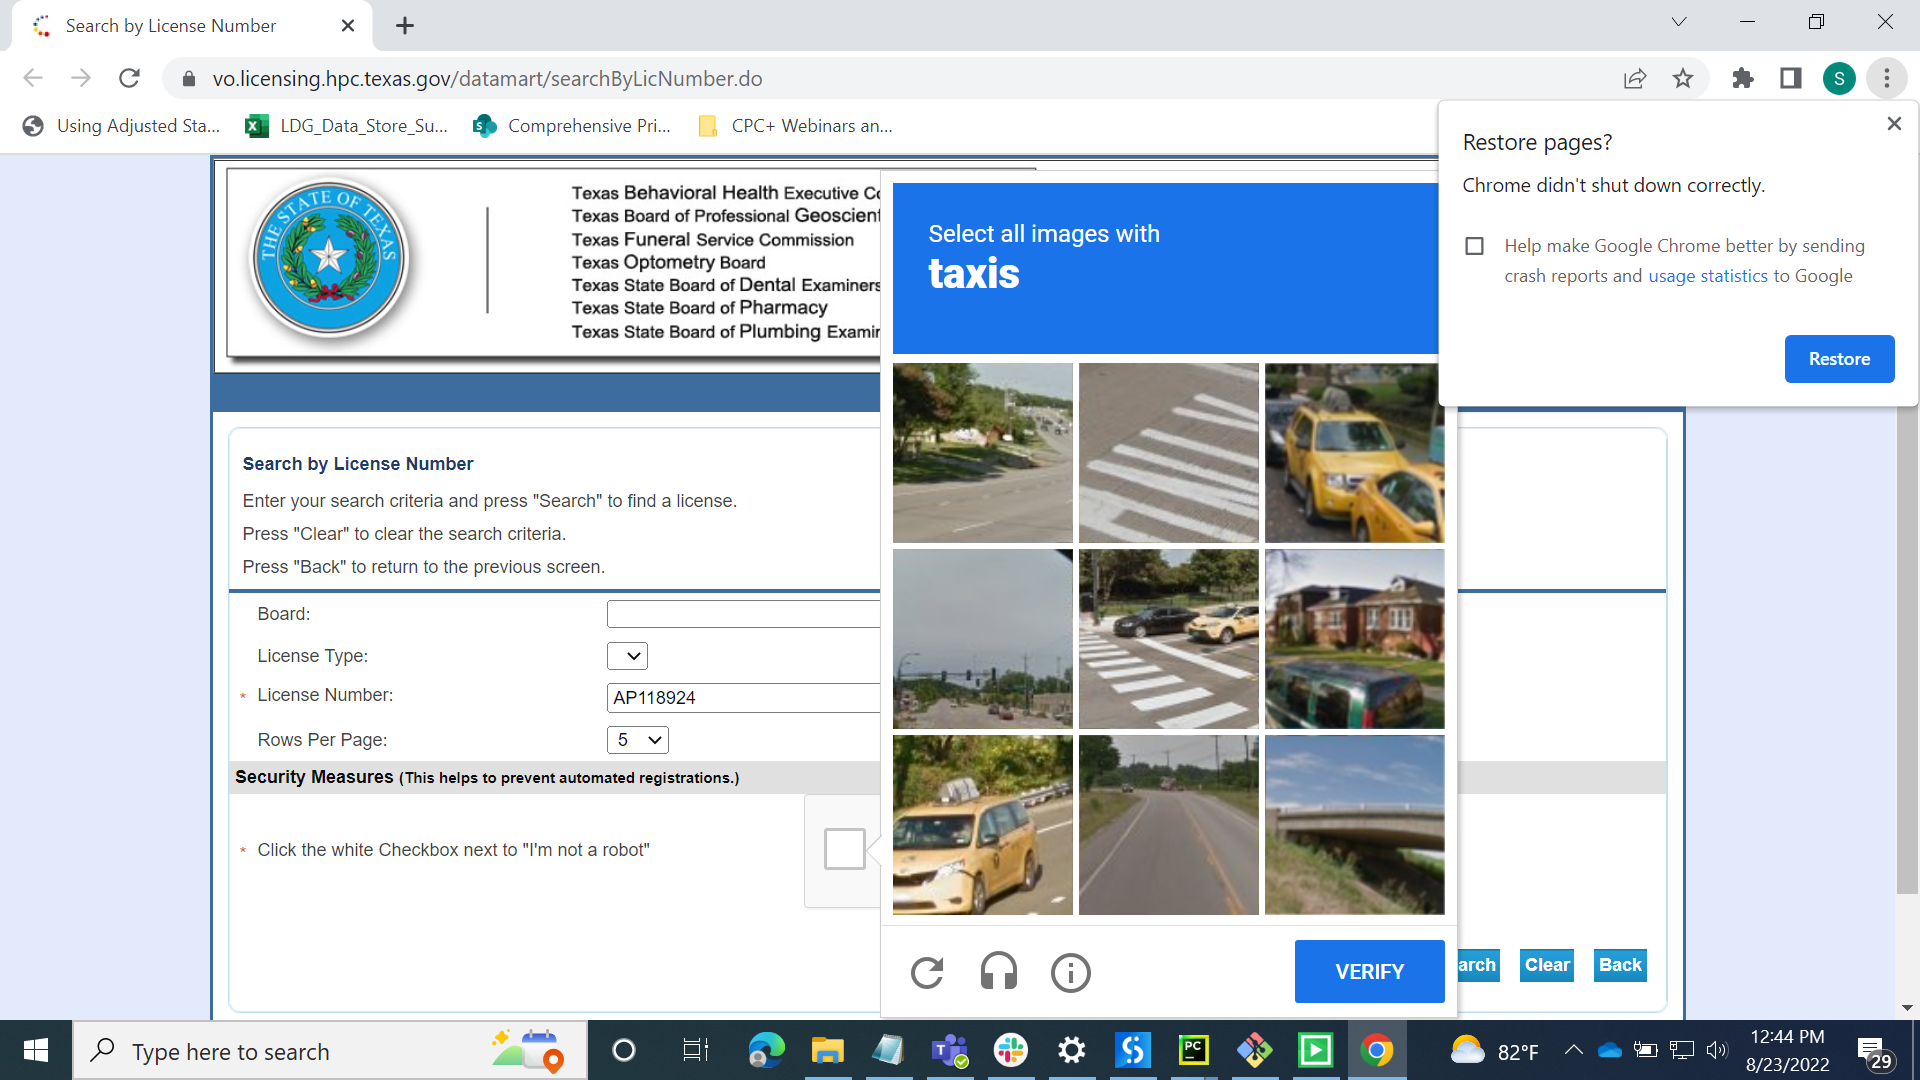 Search by License Number
vo.licensing.hpc.texas.gov/datamart/searchByLicNumber.do
S
Using Adjusted Sta...
LDG_Data_Store_Su...
Comprehensive Pri...
CPC+ Webinars an...
Restore pages?
Chrome didn't shut down correctly.
Help make Google Chrome better by sending
crash reports and usage statistics to Google
Restore
THE STATE OF TEXAS
Texas Behavioral Health Executive
Texas Board of Professional
Texas Funeral Service Commission
Texas Optometry Board
Texas State Board of Dental Examiners
Texas State Board of Pharmacy
Texas State Board of Plumbing
Select all images with
taxis
Search by License Number
Enter your search criteria and press "Search" to find a license.
Press "Clear" to clear the search criteria.
Press "Back" to return to the previous screen.
Board:
License Type:
* License Number:
AP118924
Rows Per Page:
5
Security Measures (This helps to prevent automated registrations.)
* Click the white Checkbox next to "I'm not a robot"
VERIFY
arch
Clear
Back
Type here to search
PC
82°F
12:44 PM
8/23/2022
29